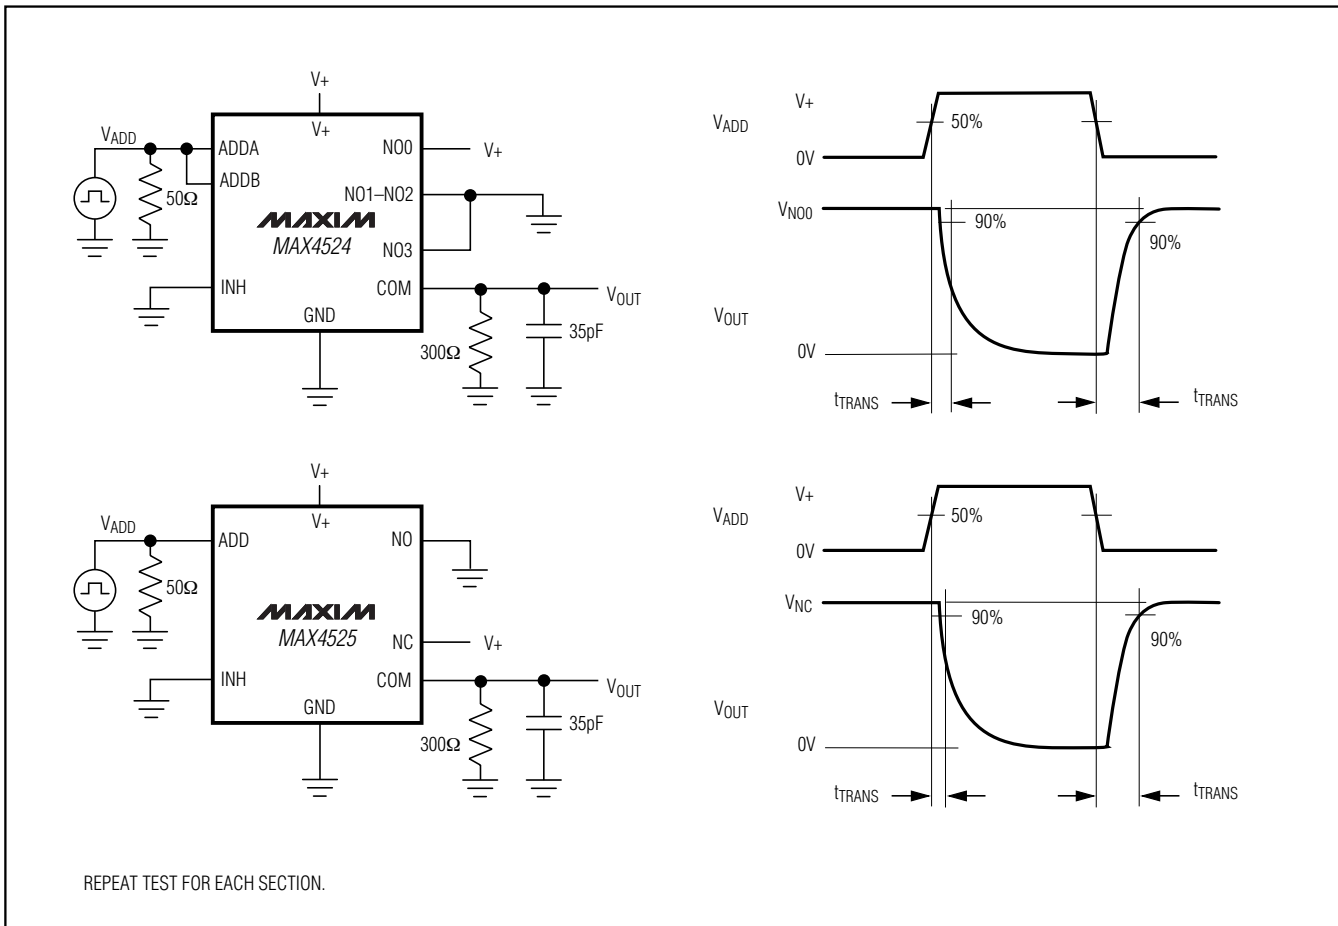 V+
V+
VADD
ADDA
ADDB
50Ω
INH
GND
MAXIM
MAX4524
NO0
V+
NO1–NO2
NO3
COM
VOUT
300Ω
35pF
VADD
V+
0V
50%
VNO0
90%
90%
VOUT
0V
tTRANS
tTRANS
V+
V+
VADD
ADD
50Ω
INH
GND
MAXIM
MAX4525
NO
NC
V+
COM
VOUT
300Ω
35pF
VADD
V+
0V
50%
VNC
90%
90%
VOUT
0V
tTRANS
tTRANS
REPEAT TEST FOR EACH SECTION.